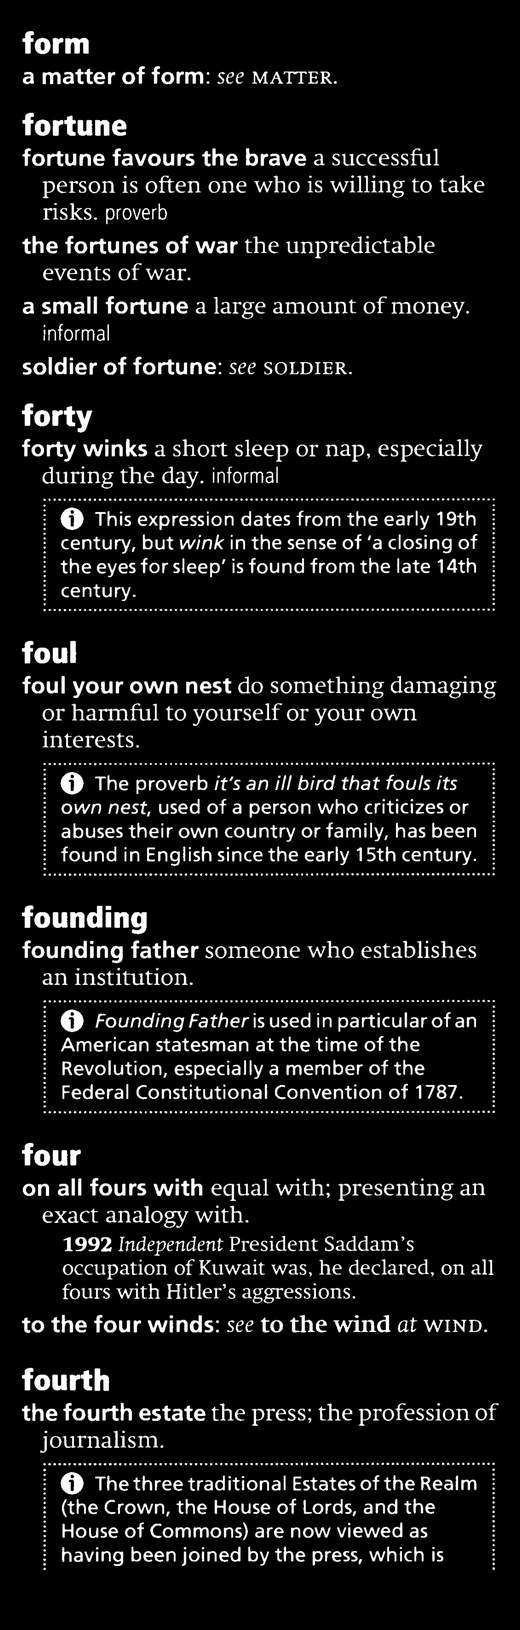 form
a matter of form: see MATTER.
fortune
fortune favours the brave a successful
person is often one who is willing to take
risks. proverb
the fortunes of war the unpredictable
events of war.
a small fortune a large amount of money.
informal
soldier of fortune: see SOLDIER.
forty
forty winks a short sleep or nap, especially
during the day. informal
i This expression dates from the early 19th
century, but wink in the sense of ‘a closing of
the eyes for sleep’ is found from the late 14th
century.
foul
foul your own nest do something damaging
or harmful to yourself or your own
interests.
i The proverb it's an ill bird that fouls its
own nest, used of a person who criticizes or
abuses their own country or family, has been
found in English since the early 15th century.
founding
founding father someone who establishes
an institution.
i Founding Father is used in particular of an
American statesman at the time of the
Revolution, especially a member of the
Federal Constitutional Convention of 1787.
four
on all fours with equal with; presenting an
exact analogy with.
1992 Independent President Saddam's
occupation of Kuwait was, he declared, on all
fours with Hitler's aggressions.
to the four winds: see to the wind at WIND.
fourth
the fourth estate the press; the profession of
journalism.
i The three traditional Estates of the Realm
(the Crown, the House of Lords, and the
House of Commons) are now viewed as
having been joined by the press, which is